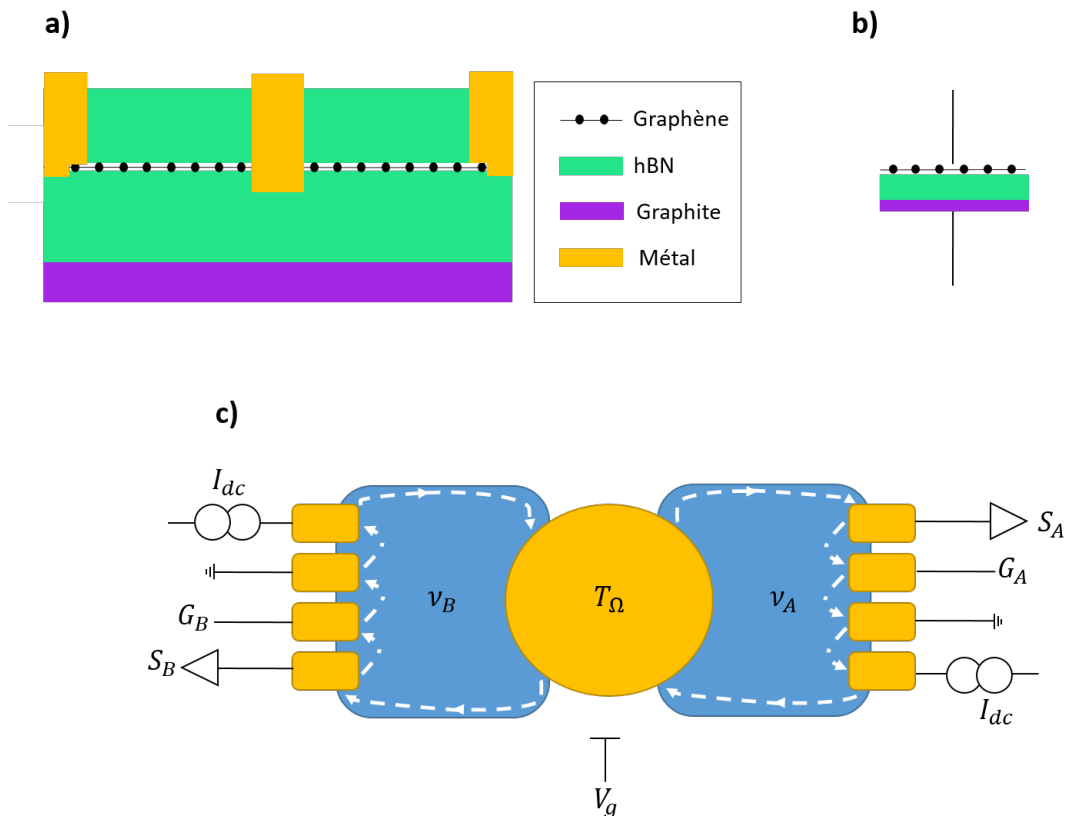 a)
b)
Graphène
hBN
Graphite
Métal
c)
I_dc
S_A
G_A
ν_B
T_Ω
ν_A
G_B
S_B
I_dc
V_g